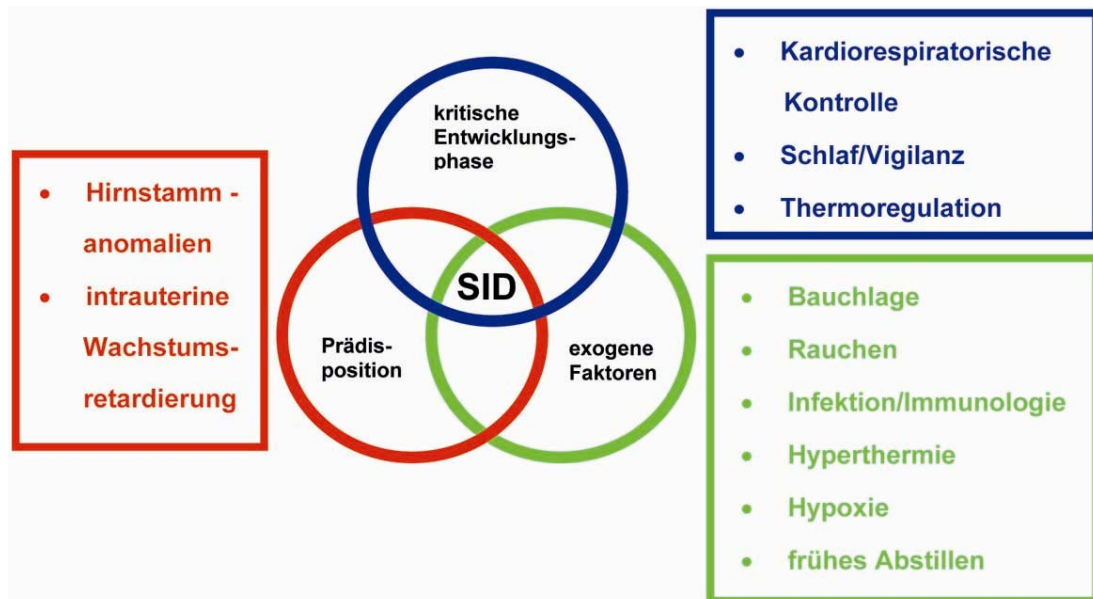 • Hirnstamm -
anomalien
• intrauterine
Wachstums-
retardierung
kritische
Entwicklungs-
phase
SID
Prädis-
position
exogene
Faktoren
• Kardiorespiratorische
Kontrolle
• Schlaf/Vigilanz
• Thermoregulation
• Bauchlage
• Rauchen
• Infektion/Immunologie
• Hyperthermie
• Hypoxie
• frühes Abstillen